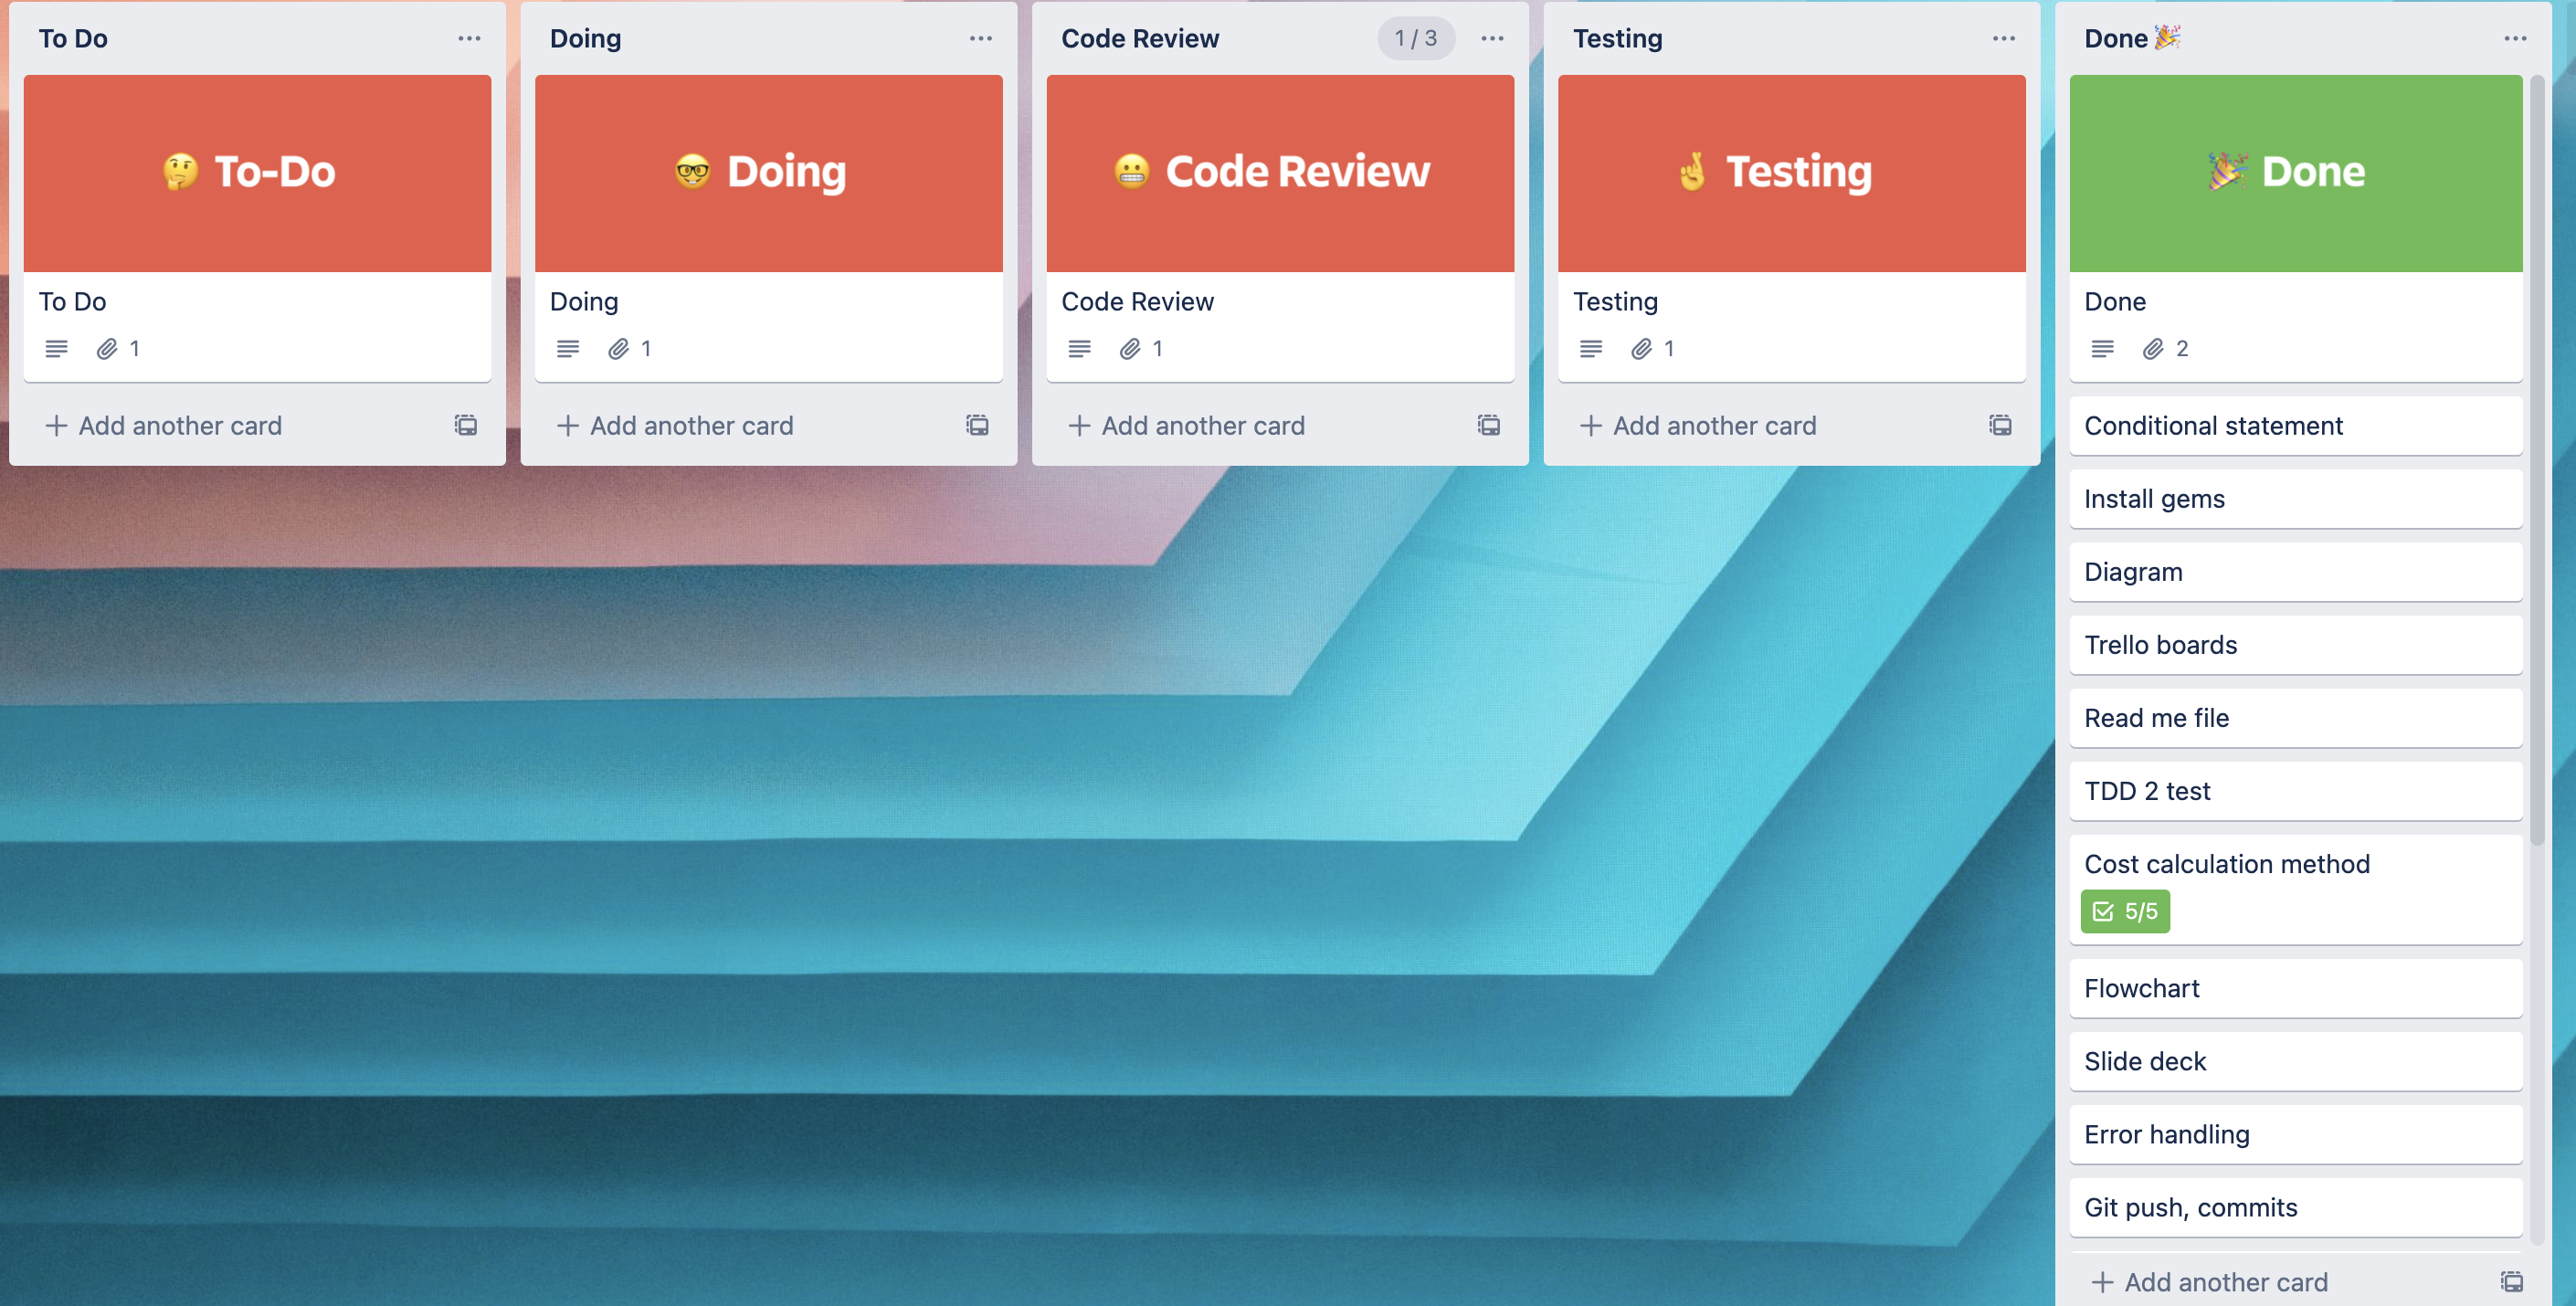 To Do
🤔 To-Do
To Do
1
Add another card
Doing
🤓 Doing
Doing
1
Add another card
Code Review
1 / 3
😬 Code Review
Code Review
1
Add another card
Testing
🤞 Testing
Testing
1
Add another card
Done 🎉
🎉 Done
Done
2
Conditional statement
Install gems
Diagram
Trello boards
Read me file
TDD 2 test
Cost calculation method
5/5
Flowchart
Slide deck
Error handling
Git push, commits
Add another card